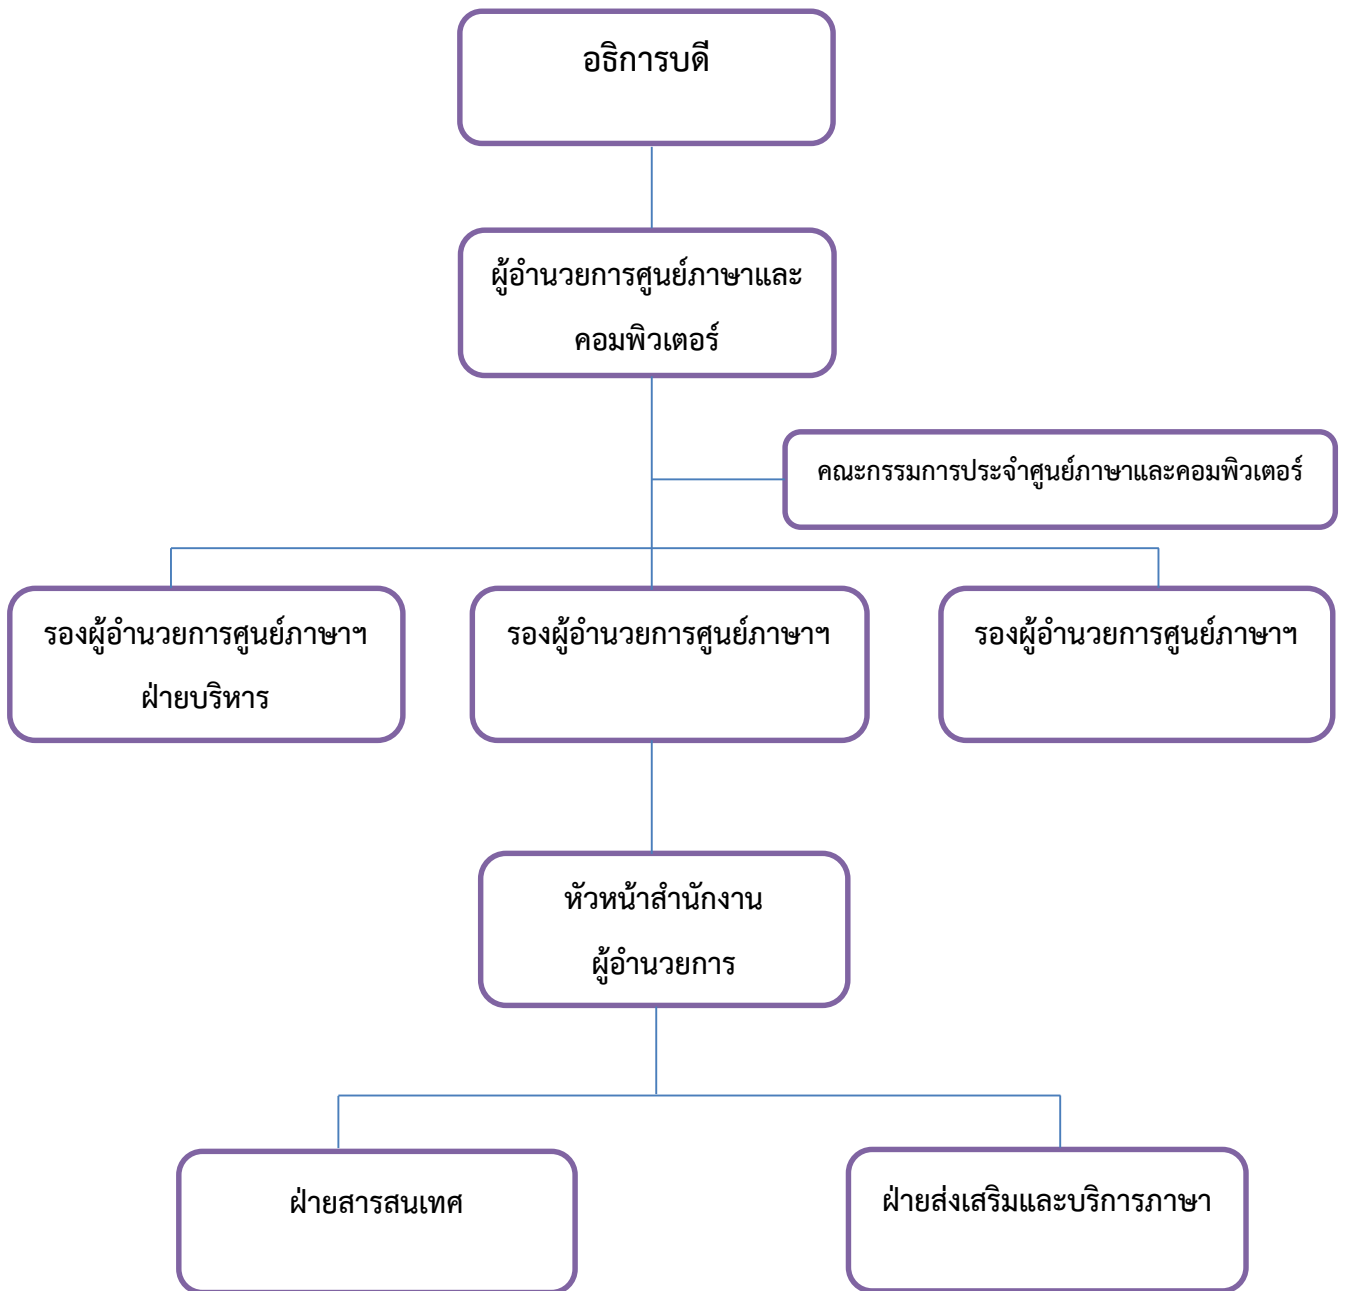 อธิการบดี
ผู้อำนวยการศูนย์ภาษาและ
คอมพิวเตอร์
คณะกรรมการประจำศูนย์ภาษาและคอมพิวเตอร์
รองผู้อำนวยการศูนย์ภาษาฯ
ฝ่ายบริหาร
รองผู้อำนวยการศูนย์ภาษาฯ
รองผู้อำนวยการศูนย์ภาษาฯ
หัวหน้าสำนักงาน
ผู้อำนวยการ
ฝ่ายสารสนเทศ
ฝ่ายส่งเสริมและบริการภาษา